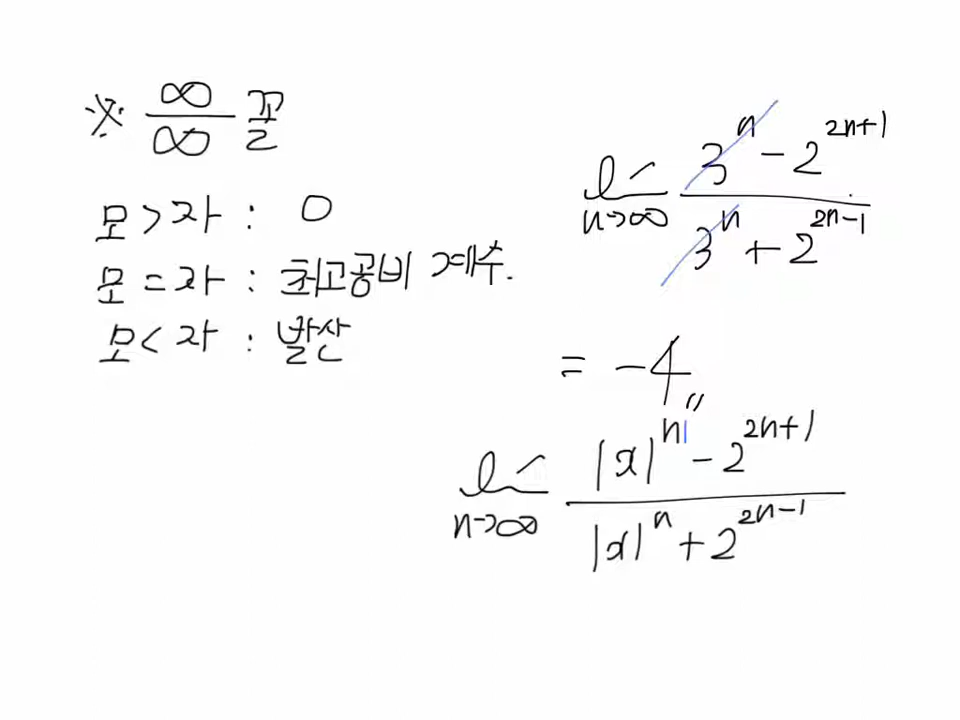 ※ ∞/∞ 꼴
모 > 자 : 0
모 = 자 : 최고공비 계수.
모 < 자 : 발산
lim n→∞ (3^n - 2^(2n+1)) / (3^n + 2^(2n-1))
= -4,,
lim n→∞ (|x|^n - 2^(2n+1)) / (|x|^n + 2^(2n-1))